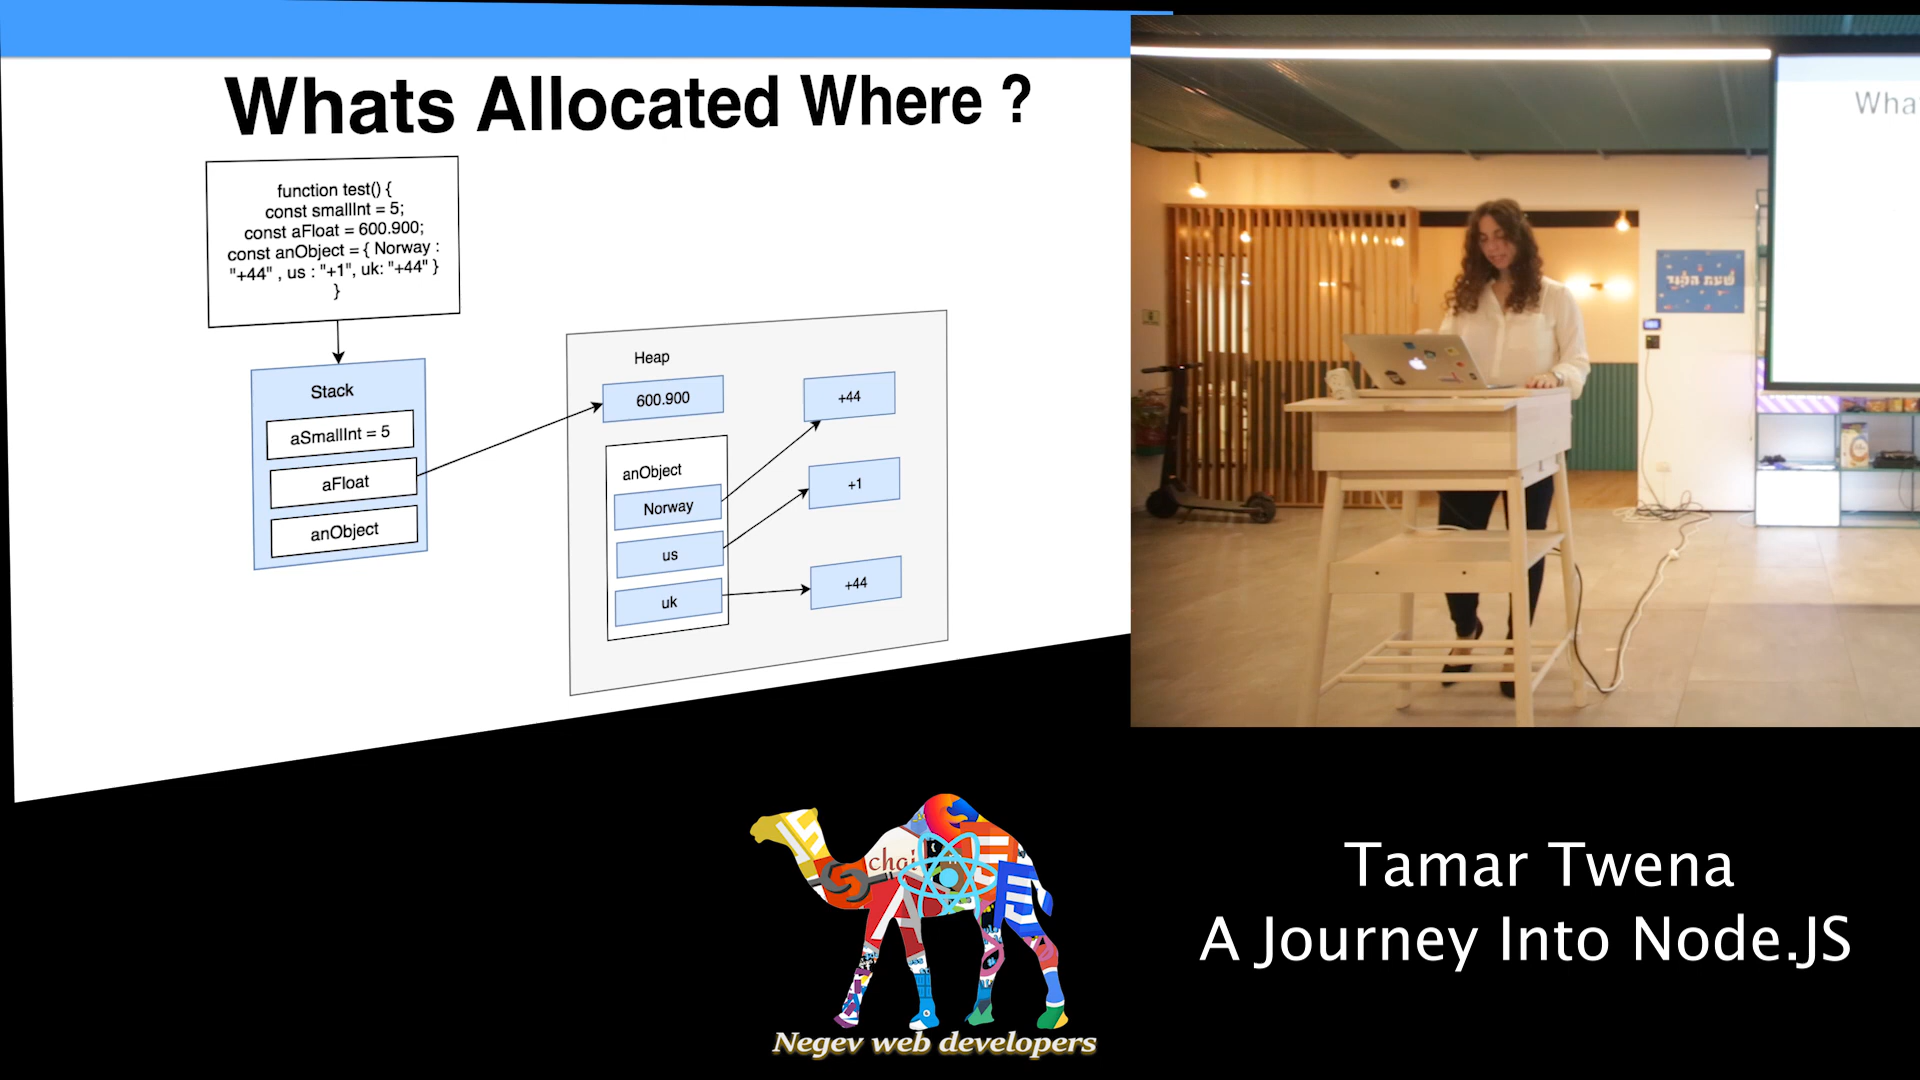 Whats Allocated Where ?
function test() {
const smallInt = 5;
const aFloat = 600.900;
const anObject = { Norway :
"+44" , us : "+1", uk: "+44" }
}
Stack
aSmallInt = 5
aFloat
anObject
Heap
600.900
anObject
Norway
us
uk
+44
+1
+44
Wha
chai
Negev web developers
Tamar Twena
A Journey Into Node.JS